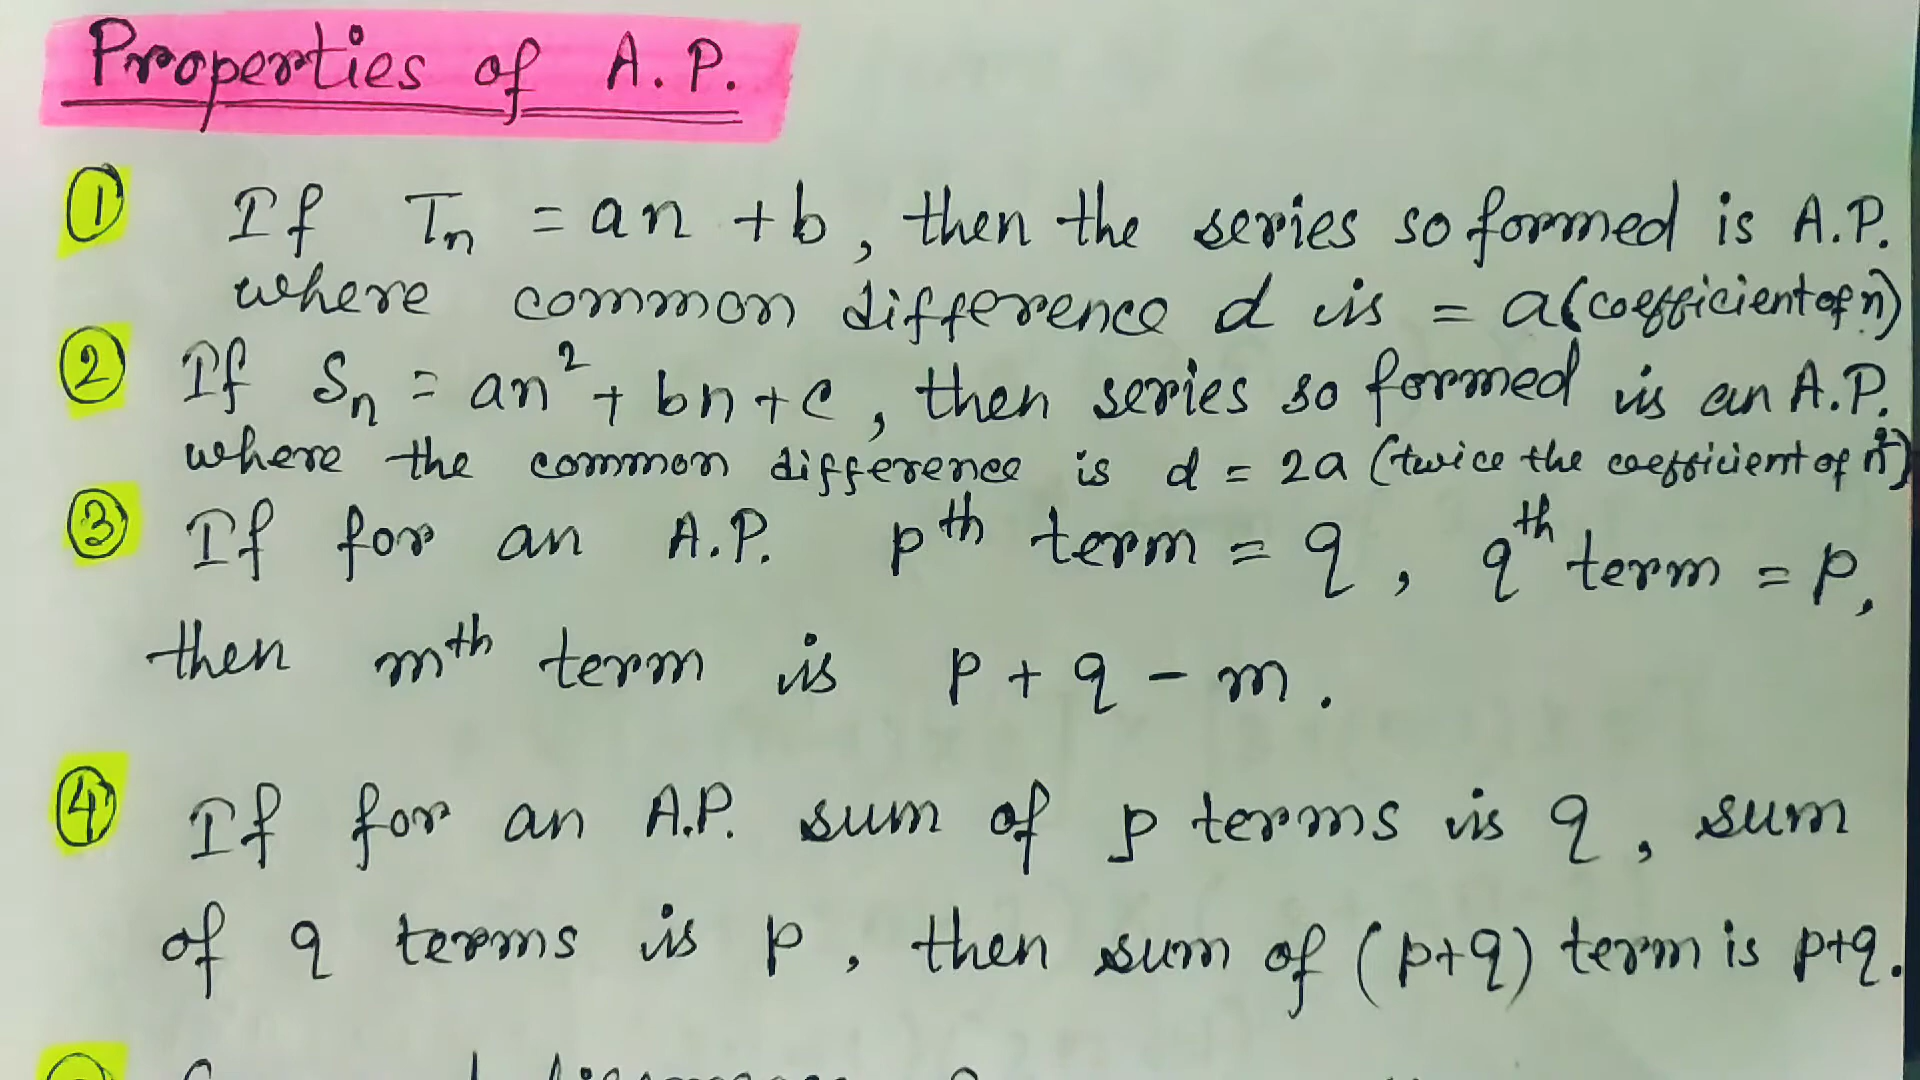 Properties of A.P.
① If Tn = an + b, then the series so formed is A.P.
where common difference d is = a (coefficient of n)
② If Sn = an² + bn + c, then series so formed is an A.P.
where the common difference is d = 2a (twice the coefficient of n²)
③ If for an A.P. pth term = q, qth term = p,
then mth term is p + q - m.
④ If for an A.P. sum of p terms is q, sum
of q terms is p, then sum of (p+q) term is p+q.